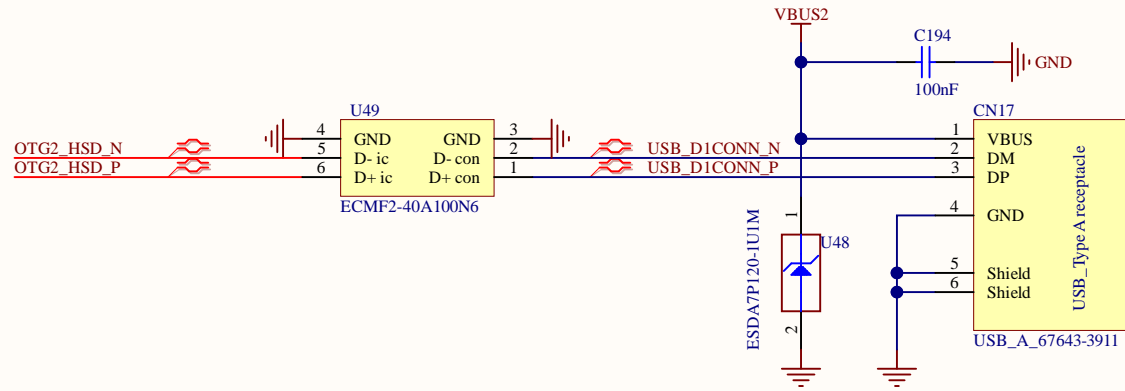 VBUS2
C194
GND
100nF
U49
CN17
4 GND GND 3
1 VBUS
OTG2_HSD_N 5 D- ic D- con 2 USB_D1CONN_N 2 DM
OTG2_HSD_P 6 D+ ic D+ con 1 USB_D1CONN_P 3 DP
ECMF2-40A100N6
4 GND
1
U48
ESDA7P120-1U1M
2
5 Shield
6 Shield
USB_Type A receptacle
USB_A_67643-3911